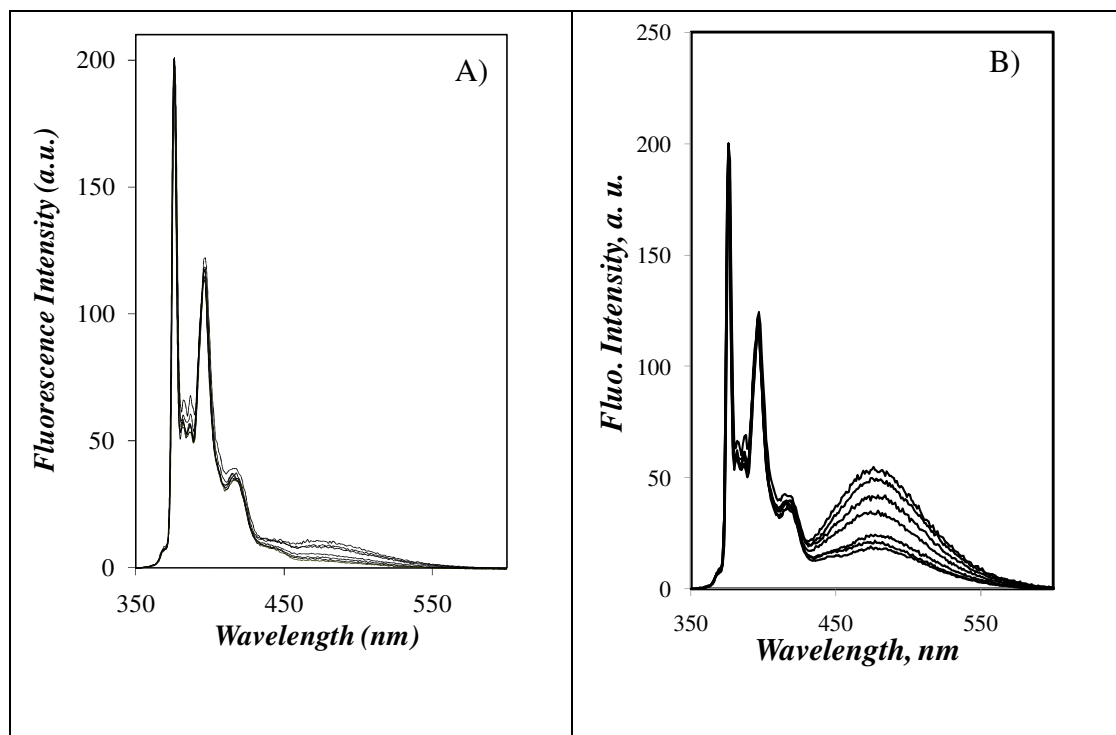 A)
200
150
100
50
0
350
450
550
Fluorescence Intensity (a.u.)
Wavelength (nm)
B)
250
200
150
100
50
0
350
450
550
Fluo. Intensity, a. u.
Wavelength, nm